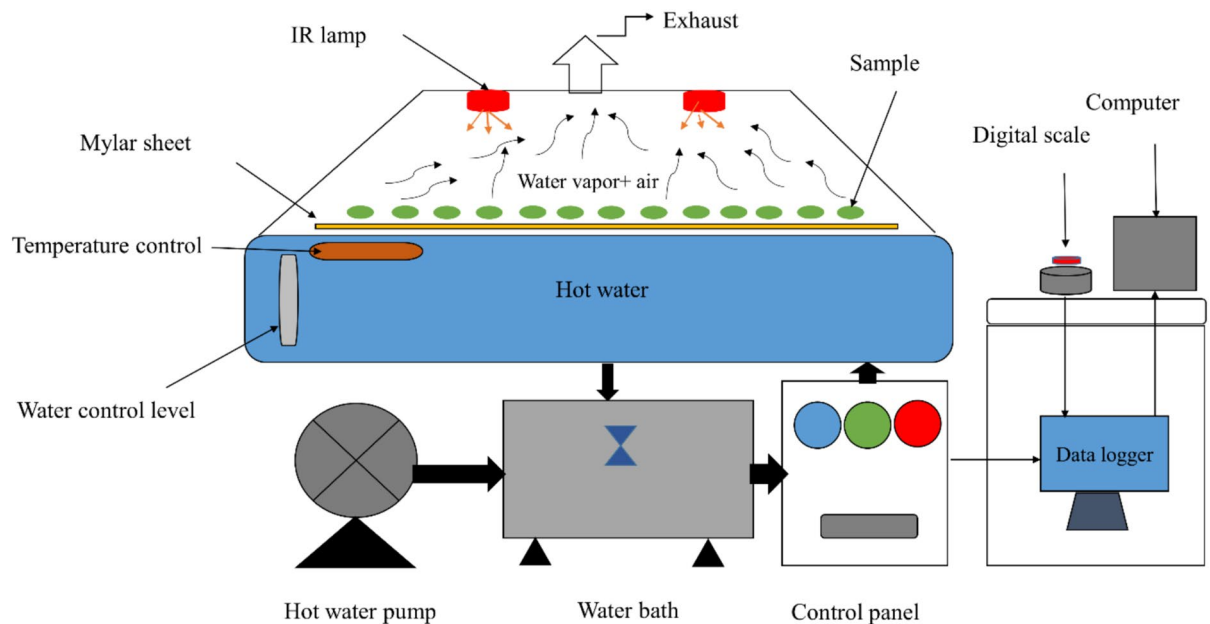 Exhaust
IR lamp
Sample
Computer
Digital scale
Mylar sheet
Water vapor+ air
Temperature control
Hot water
Water control level
Data logger
Hot water pump
Water bath
Control panel